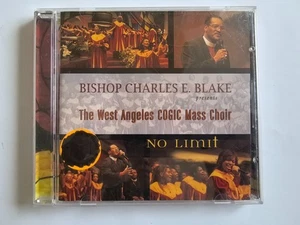 BISHOP CHARLES E. BLAKE
presents
The West Angeles COGIC Mass Choir
NO LIMIT